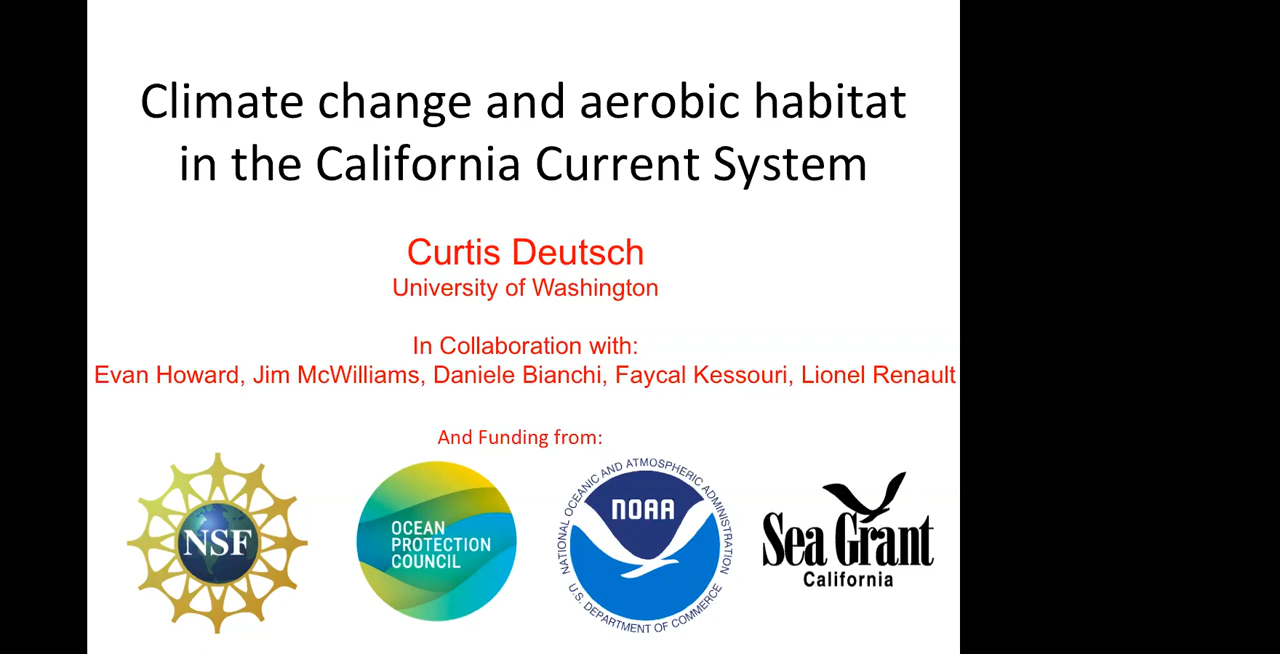 Climate change and aerobic habitat
in the California Current System
Curtis Deutsch
University of Washington
In Collaboration with:
Evan Howard, Jim McWilliams, Daniele Bianchi, Faycal Kessouri, Lionel Renault
And Funding from:
NSF
OCEAN
PROTECTION
COUNCIL
NATIONAL OCEANIC AND ATMOSPHERIC ADMINISTRATION
NOAA
U.S. DEPARTMENT OF COMMERCE
Sea Grant
California